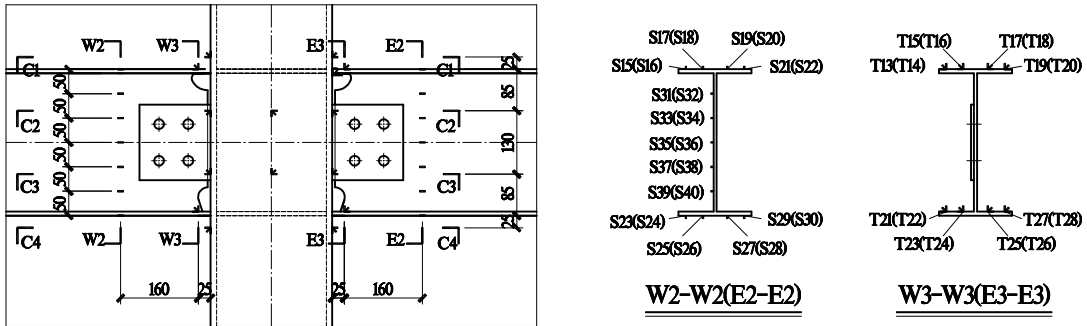 W2 W3 E3 E2
C1 C1
25
50
85
50
C2 C2
50
130
50
C3 C3
50
85
50
25
C4 C4
W2 W3 E3 E2
160 25 25 160
S17(S18) S19(S20)
S15(S16) S21(S22)
S31(S32)
S33(S34)
S35(S36)
S37(S38)
S39(S40)
S23(S24) S29(S30)
S25(S26) S27(S28)
W2-W2(E2-E2)
T15(T16) T17(T18)
T13(T14) T19(T20)
T21(T22) T27(T28)
T23(T24) T25(T26)
W3-W3(E3-E3)